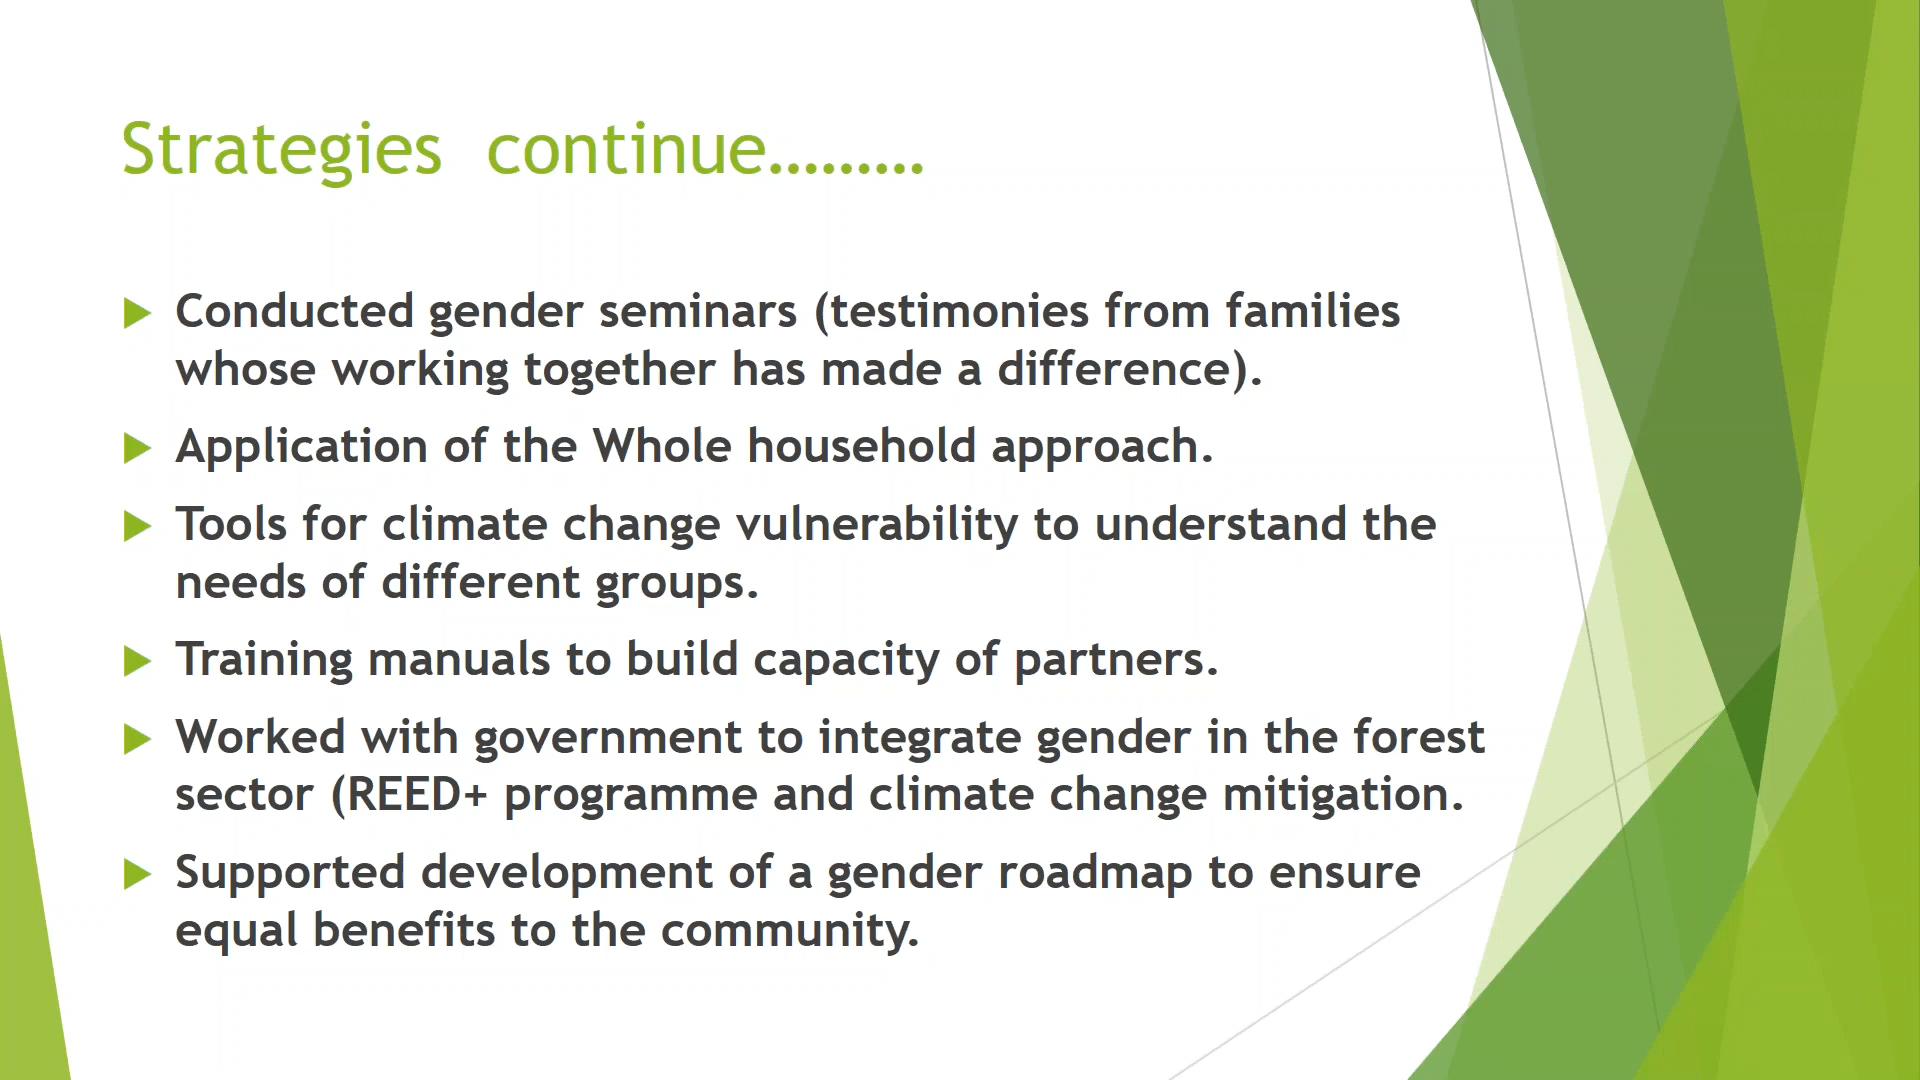 Strategies  continue.........
Conducted gender seminars (testimonies from families
whose working together has made a difference).
Application of the Whole household approach.
Tools for climate change vulnerability to understand the
needs of different groups.
Training manuals to build capacity of partners.
Worked with government to integrate gender in the forest
sector (REED+ programme and climate change mitigation.
Supported development of a gender roadmap to ensure
equal benefits to the community.